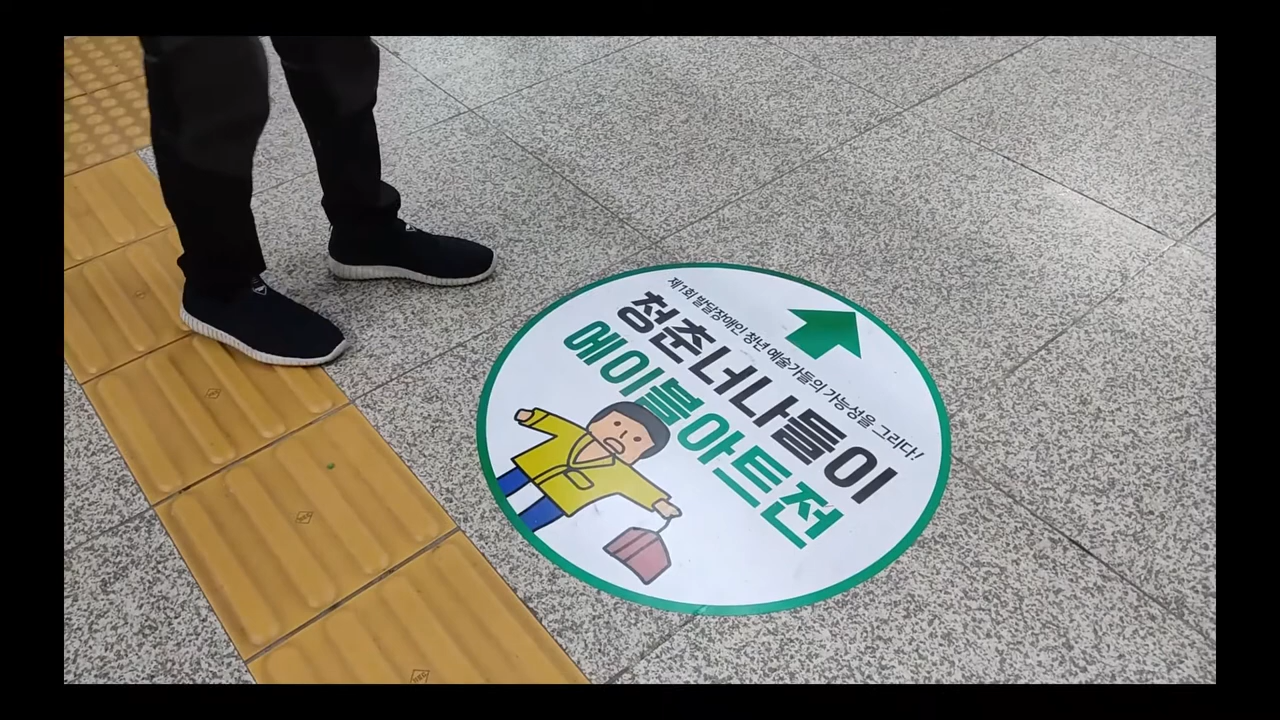 제1회 발달장애인 청년 예술가들의 가능성을 그리다!
청춘너나들이
에이블아트전